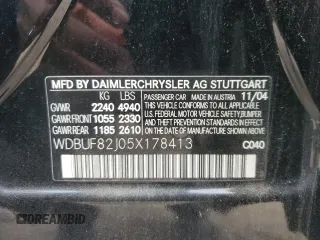 MFD BY DAIMLERCHRYSLER AG STUTTGART
KG LBS
GVWR 2240 4940
GAWR FRONT 1055 2330
GAWR REAR 1185 2610
PASSENGER CAR MADE IN AUSTRIA 11/04
THIS VEHICLE CONFORMS TO ALL APPLICABLE
U.S. FEDERAL MOTOR VEHICLE SAFETY, BUMPER
AND THEFT PREVENTION STANDARDS IN EFFECT
ON THE DATE OF MANUFACTURE SHOWN ABOVE.
WDBUF82J05X178413
C040
DREAMBID